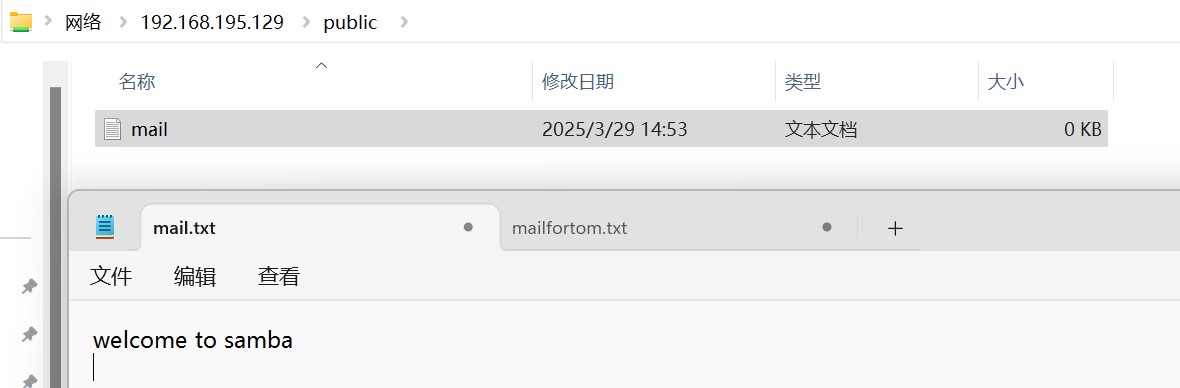 网络 192.168.195.129 public
名称 修改日期 类型 大小
mail 2025/3/29 14:53 文本文档 0 KB
mail.txt mailfortom.txt
文件 编辑 查看
welcome to samba